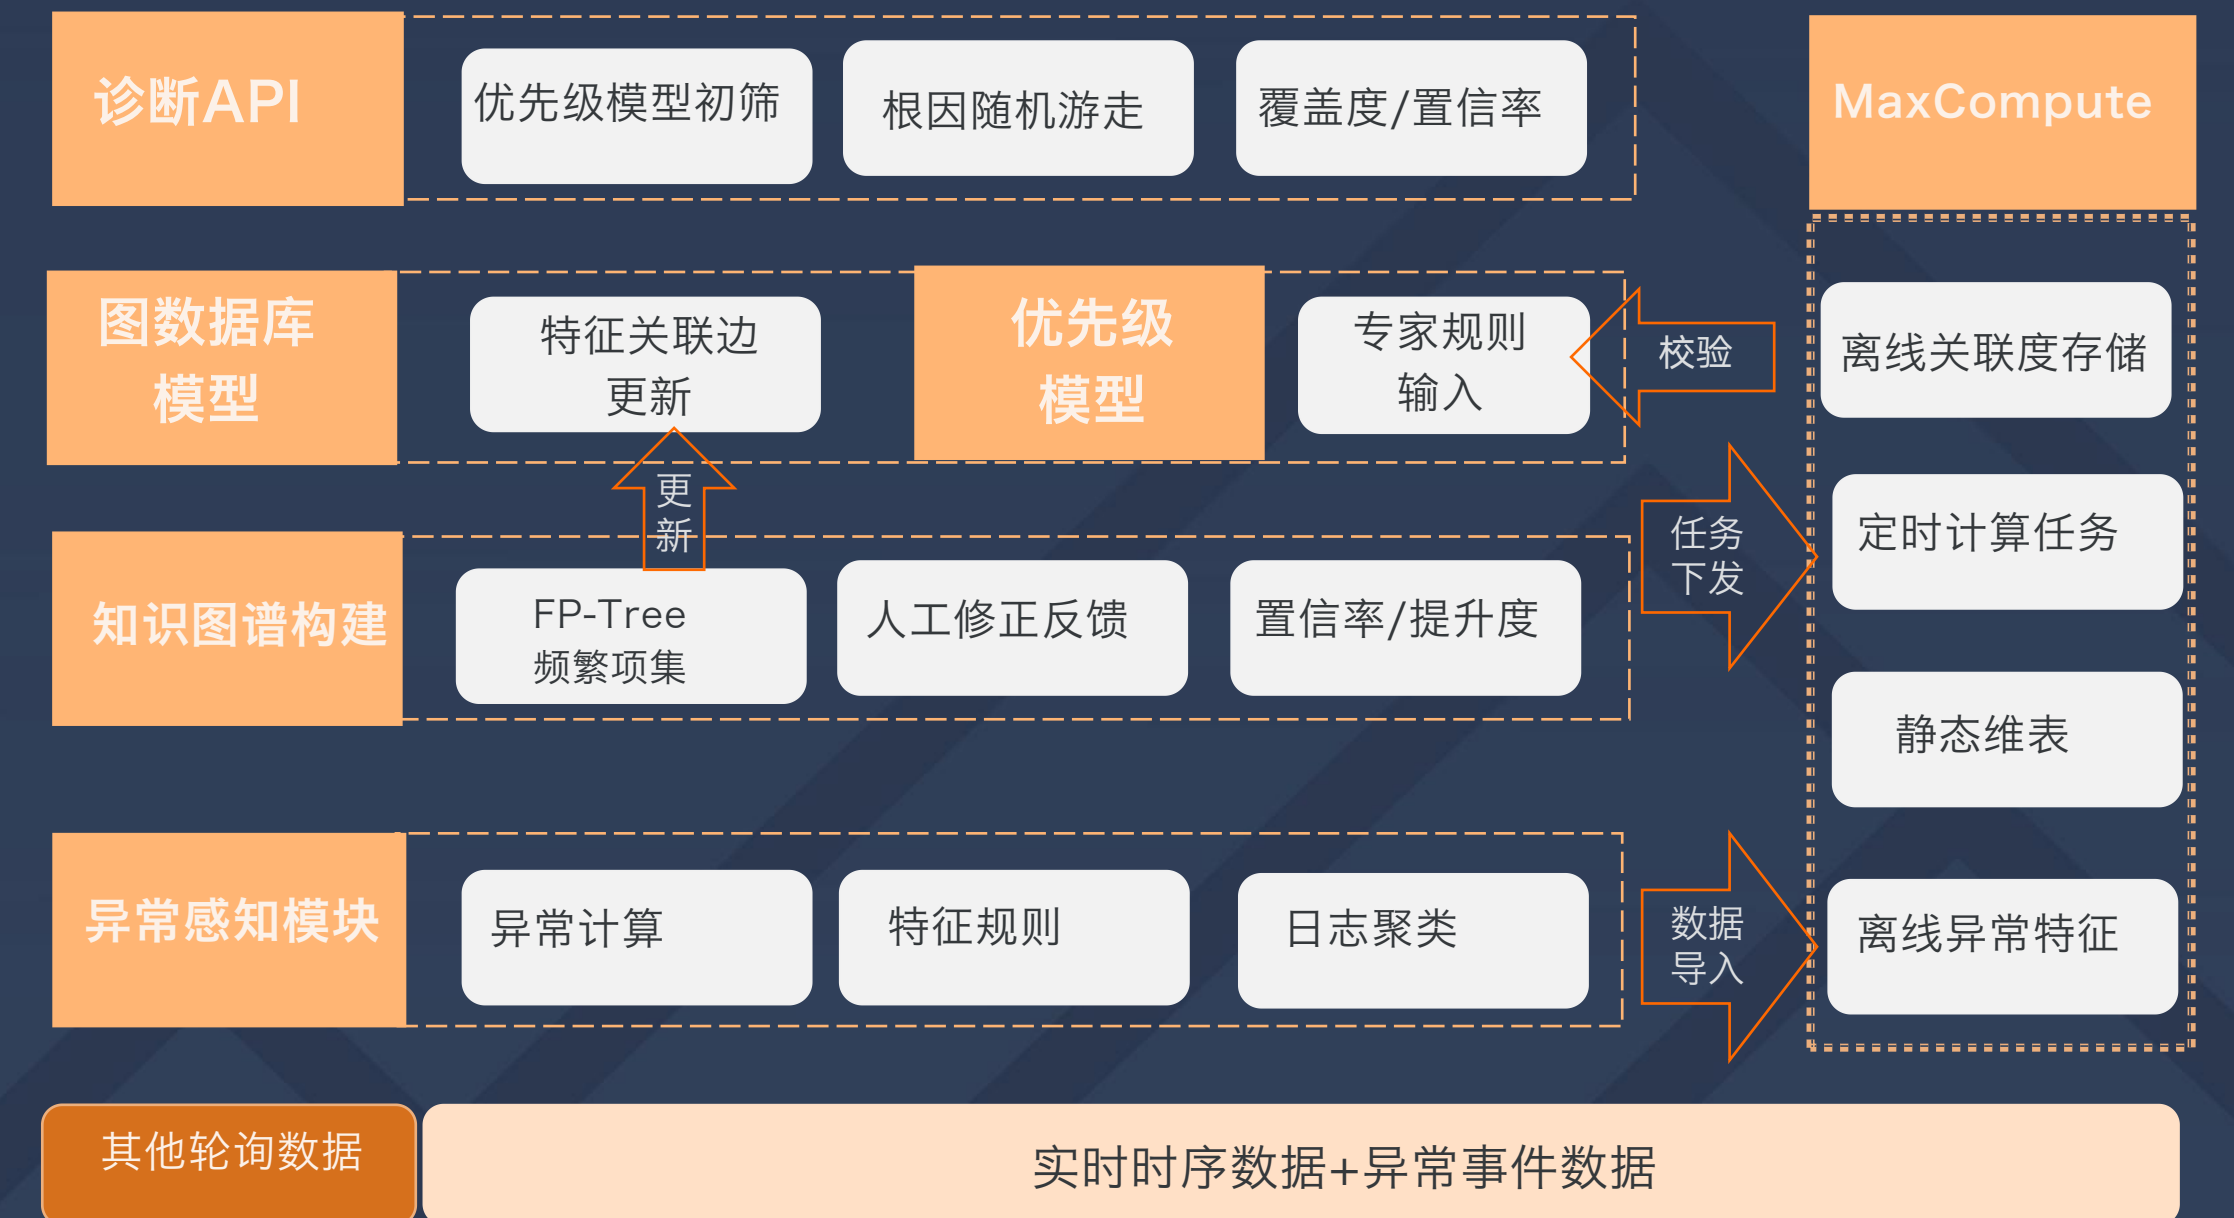 诊断API
优先级模型初筛
根因随机游走
覆盖度/置信率
MaxCompute
图数据库
模型
特征关联边
更新
优先级
模型
专家规则
输入
校验
离线关联度存储
更
新
任务
下发
定时计算任务
知识图谱构建
FP-Tree
频繁项集
人工修正反馈
置信率/提升度
静态维表
异常感知模块
异常计算
特征规则
日志聚类
数据
导入
离线异常特征
其他轮询数据
实时时序数据+异常事件数据